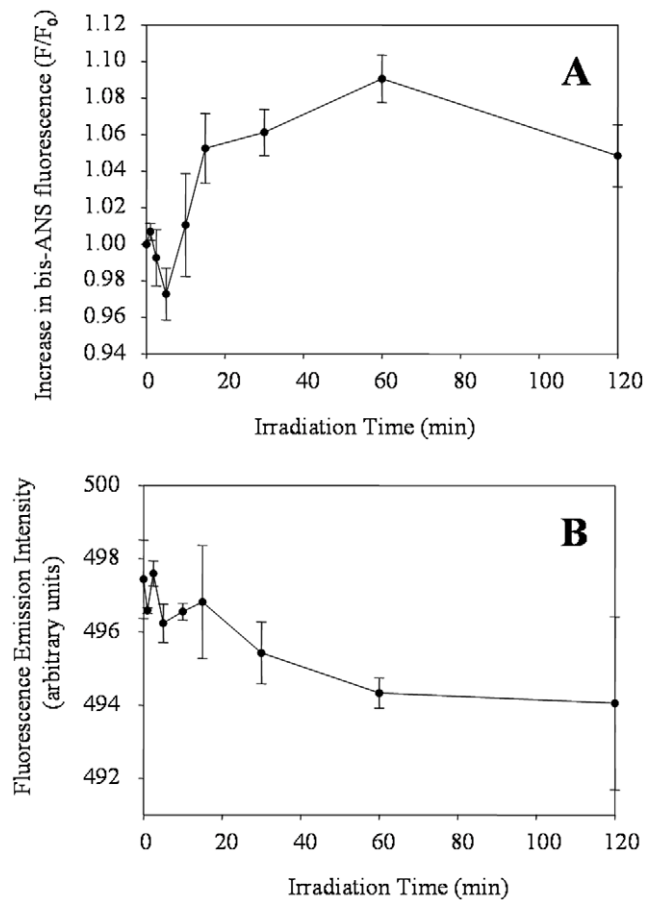 1.12
1.10
1.08
1.06
1.04
1.02
1.00
0.98
0.96
0.94
Increase in bis-ANS fluorescence (F/F₀)
A
0 20 40 60 80 100 120
Irradiation Time (min)
500
498
496
494
492
Fluorescence Emission Intensity
(arbitrary units)
B
0 20 40 60 80 100 120
Irradiation Time (min)